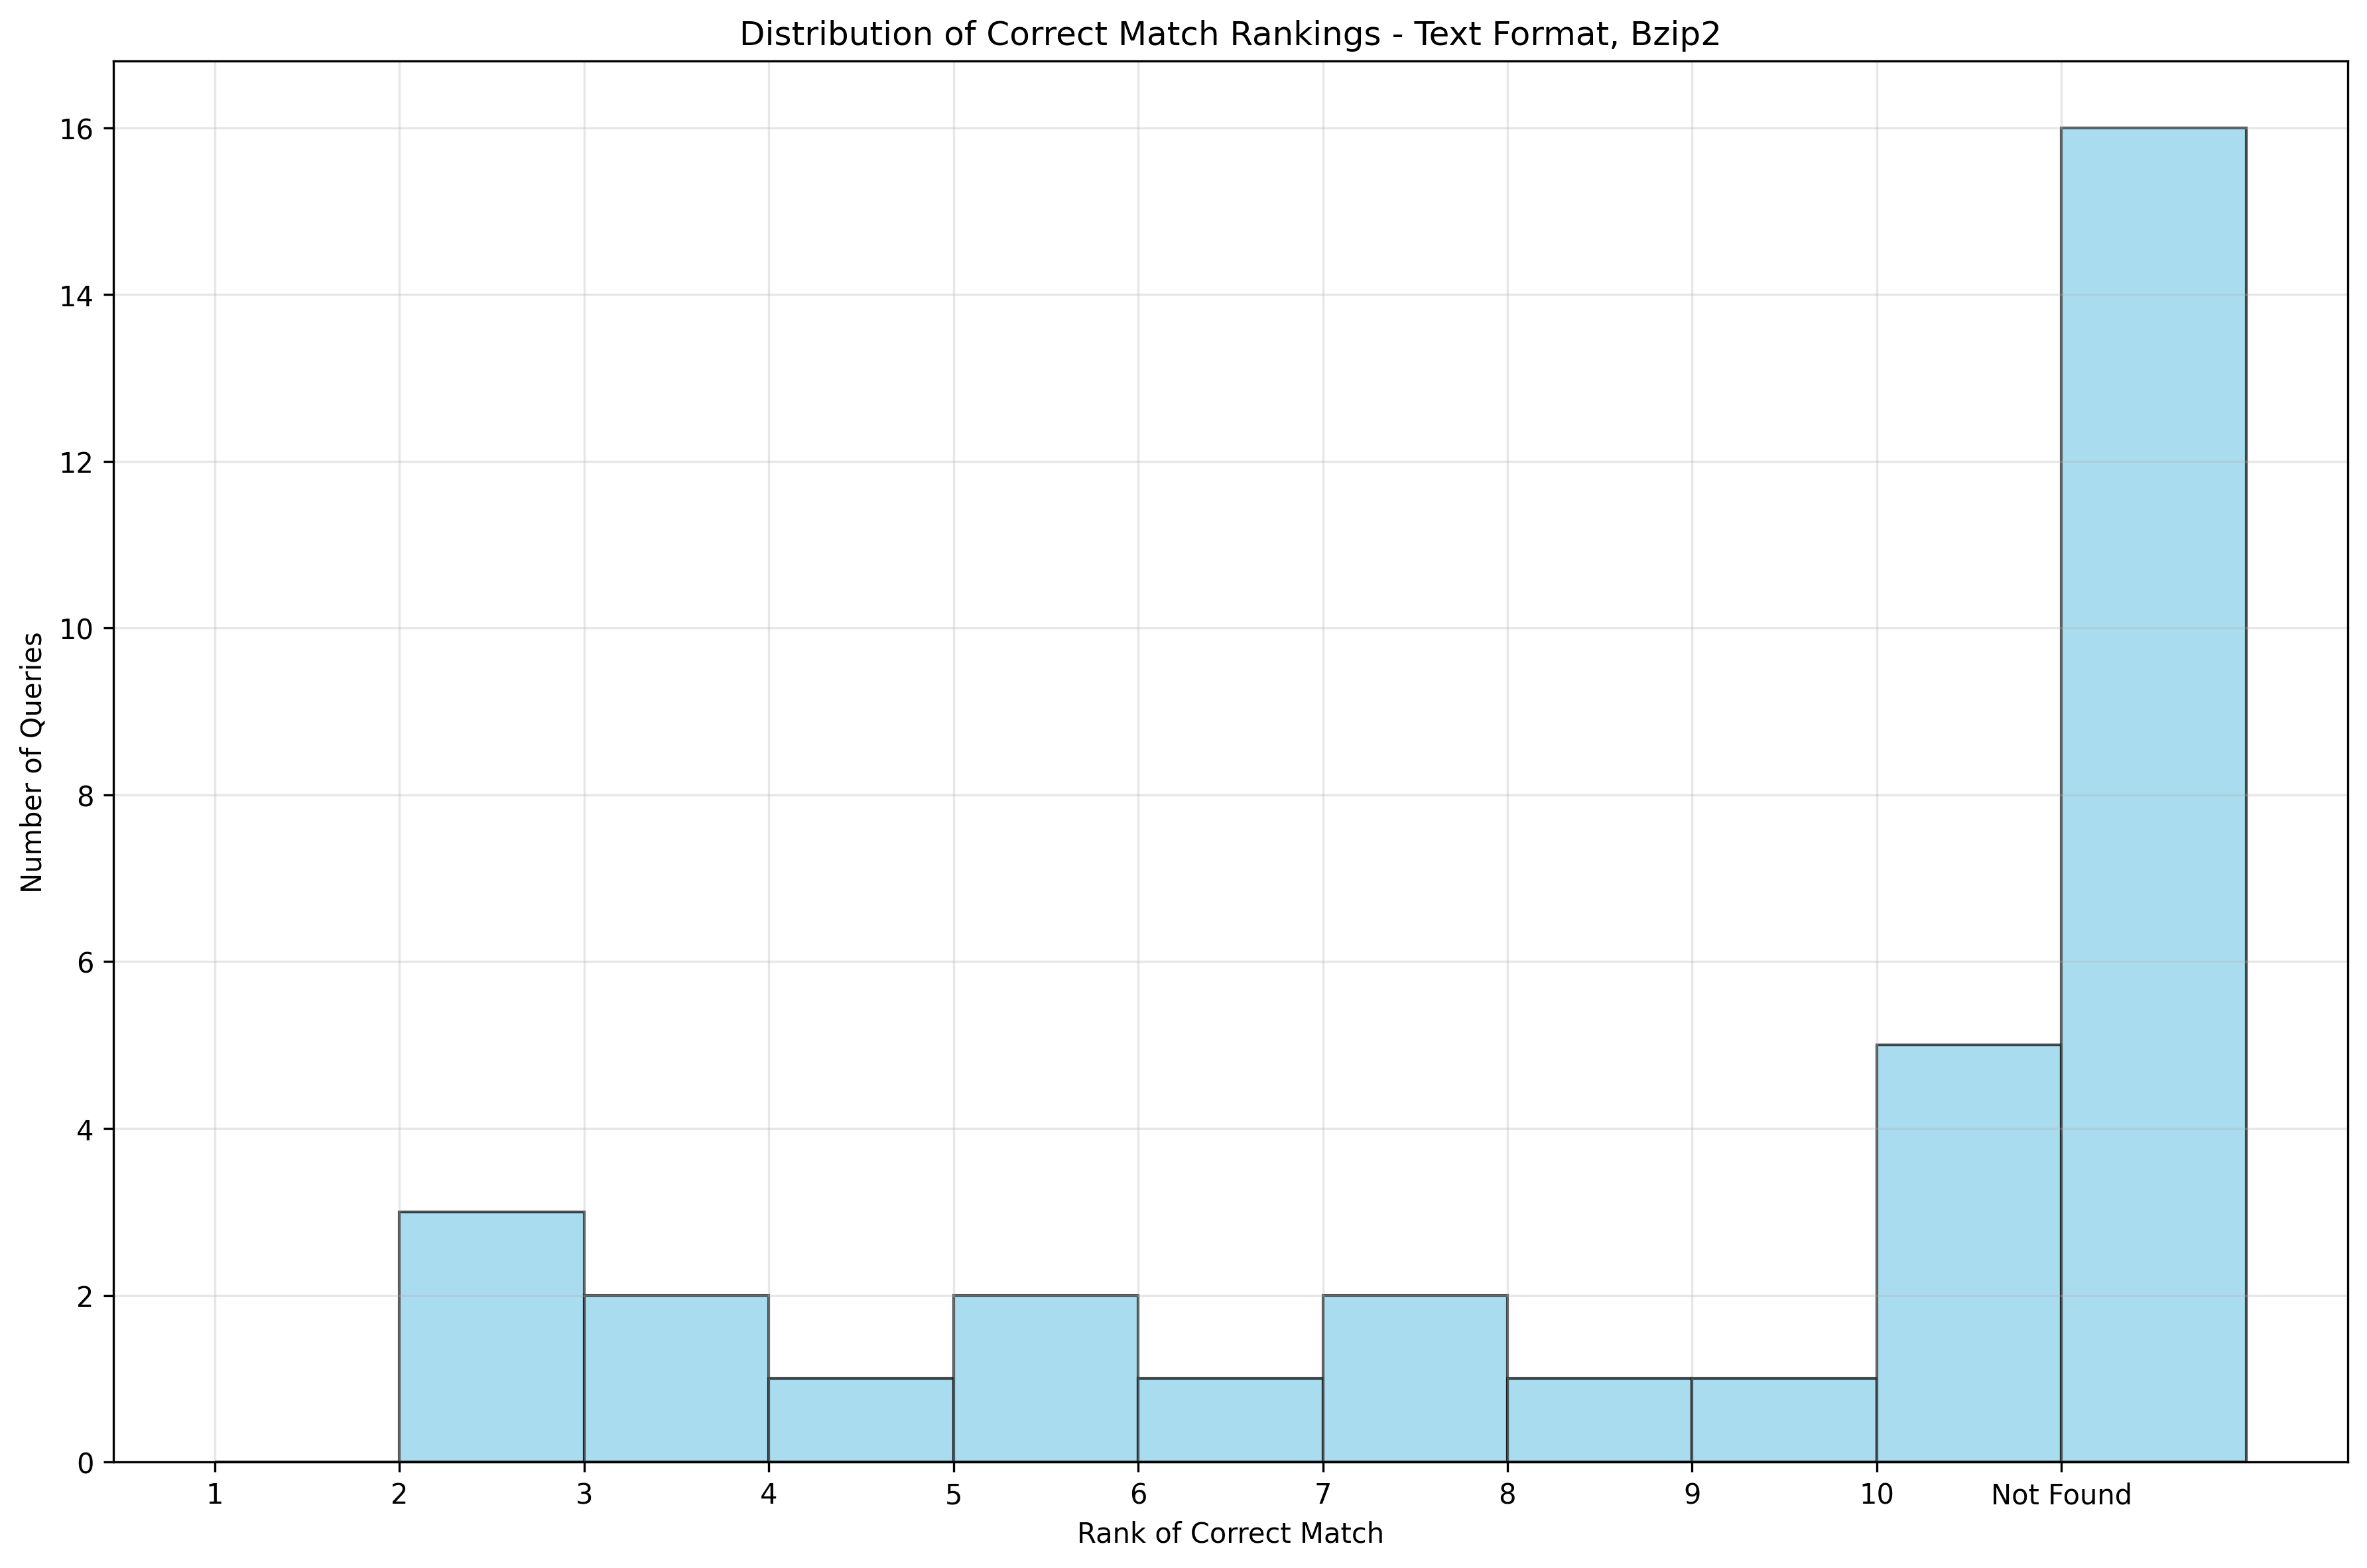 Distribution of Correct Match Rankings - Text Format, Bzip2
Number of Queries
16
14
12
10
8
6
4
2
0
1 2 3 4 5 6 7 8 9 10 Not Found
Rank of Correct Match